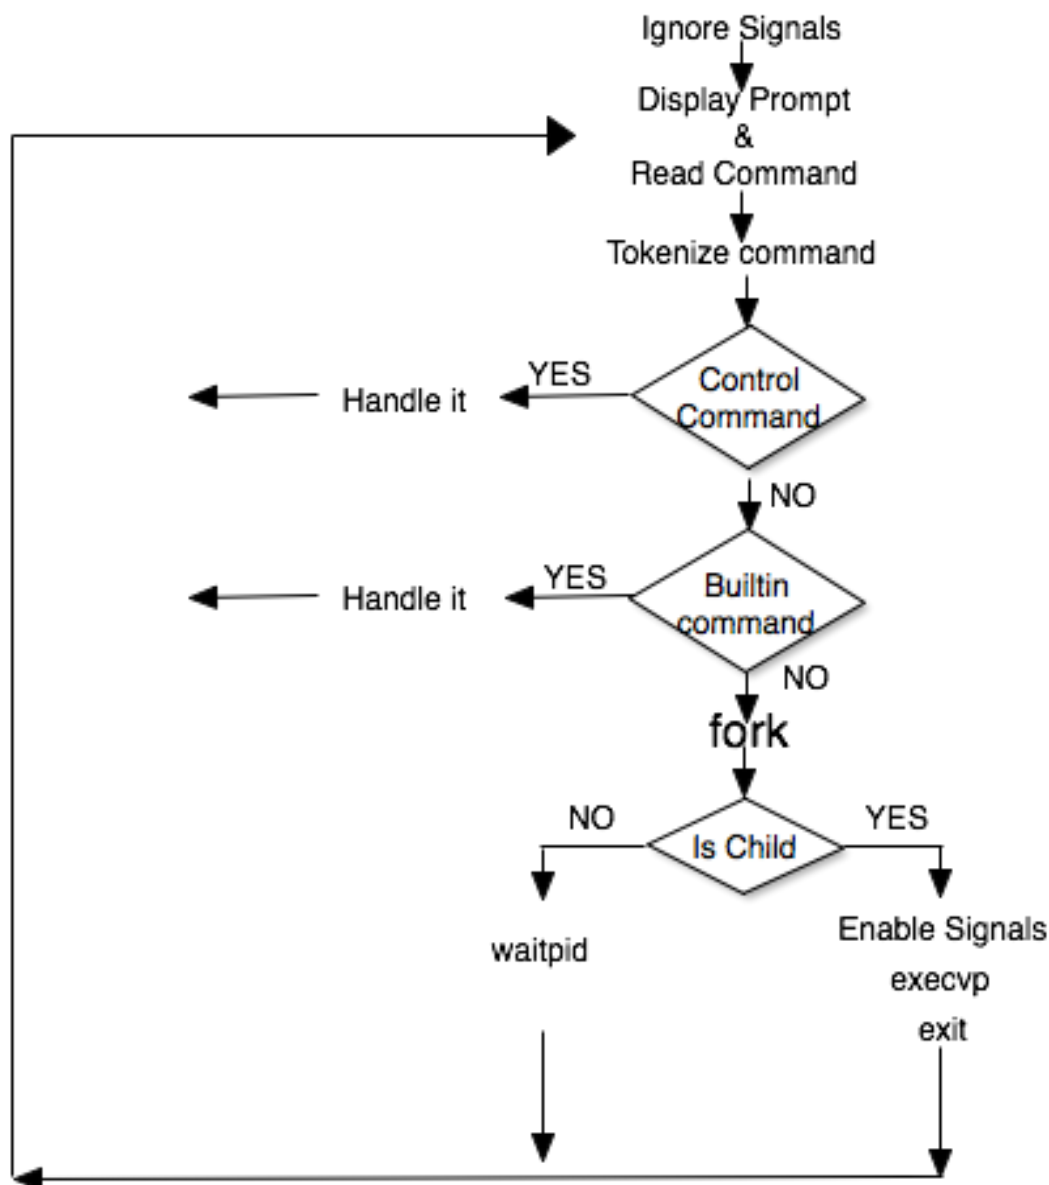 Ignore Signals
Display Prompt
&
Read Command
Tokenize command
YES
Control
Command
Handle it
NO
YES
Builtin
command
Handle it
NO
fork
NO
YES
Is Child
Enable Signals
waitpid
execvp
exit